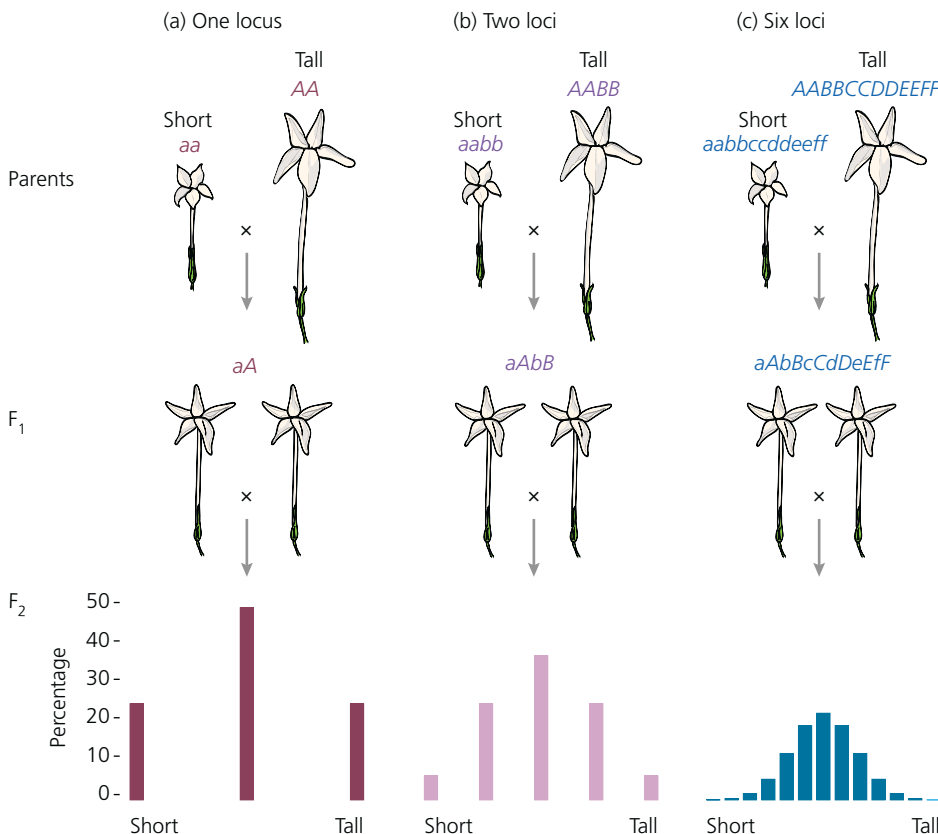 (a) One locus
(b) Two loci
(c) Six loci
Tall
AA
Short
aa
Tall
AABB
Short
aabb
Tall
AABBCCDDEEFF
Short
aabbccddeeff
Parents
×
×
×
aA
aAbB
aAbBcCdDeEfF
F1
×
×
×
F2
Percentage
50
40
30
20
10
0
Short
Tall
Short
Tall
Short
Tall